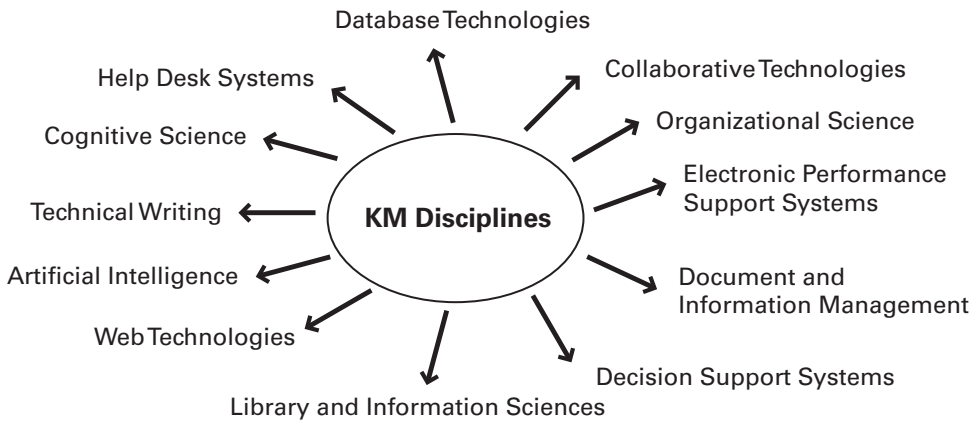 Database Technologies
Help Desk Systems
Collaborative Technologies
Cognitive Science
Organizational Science
Electronic Performance
Support Systems
Technical Writing
KM Disciplines
Artificial Intelligence
Document and
Information Management
Web Technologies
Decision Support Systems
Library and Information Sciences